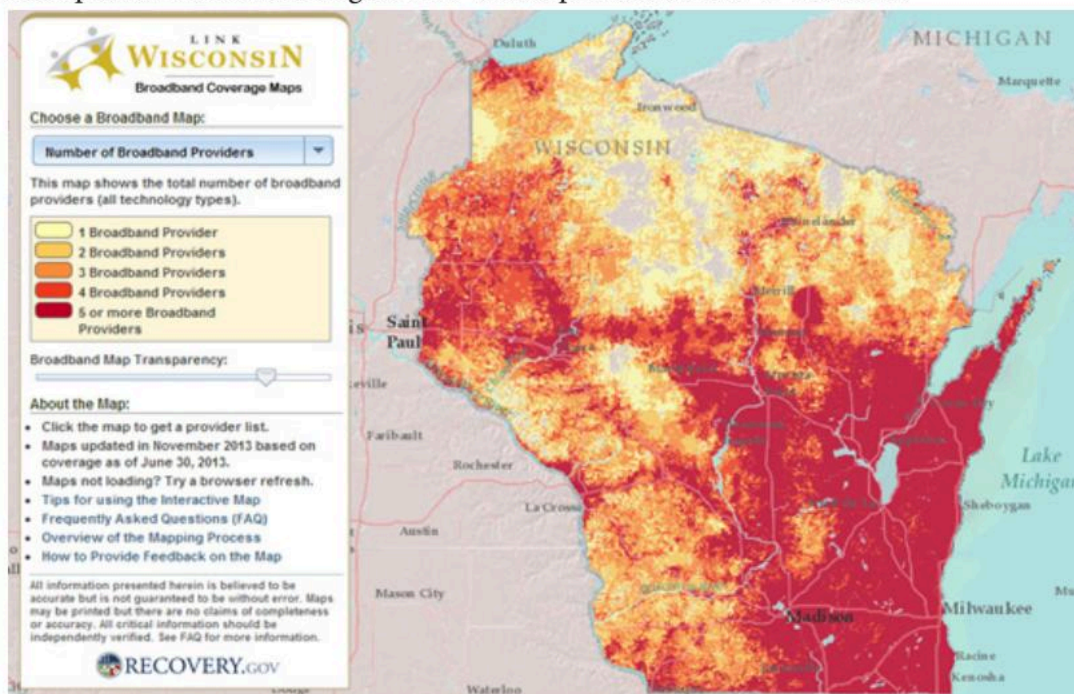 LINK
WISCONSIN
Broadband Coverage Maps
Choose a Broadband Map:
Number of Broadband Providers
This map shows the total number of broadband
providers (all technology types).
1 Broadband Provider
2 Broadband Providers
3 Broadband Providers
4 Broadband Providers
5 or more Broadband
Providers
Broadband Map Transparency:
About the Map:
Click the map to get a provider list.
Maps updated in November 2013 based on
coverage as of June 30, 2013.
Maps not loading? Try a browser refresh.
Tips for using the Interactive Map
Frequently Asked Questions (FAQ)
Overview of the Mapping Process
How to Provide Feedback on the Map
All information presented herein is believed to be
accurate but is not guaranteed to be without error. Maps
may be printed but there are no claims of completeness
or accuracy. All critical information should be
independently verified. See FAQ for more information.
RECOVERY.GOV
Duluth
MICHIGAN
Marquette
Ironwood
WISCONSIN
Merrill
Saint
Paul
Faribault
Rochester
La Crosse
Austin
Lake
Michigan
Sheboygan
Mason City
Madison
Milwaukee
Racine
Kenosha
Waterloo